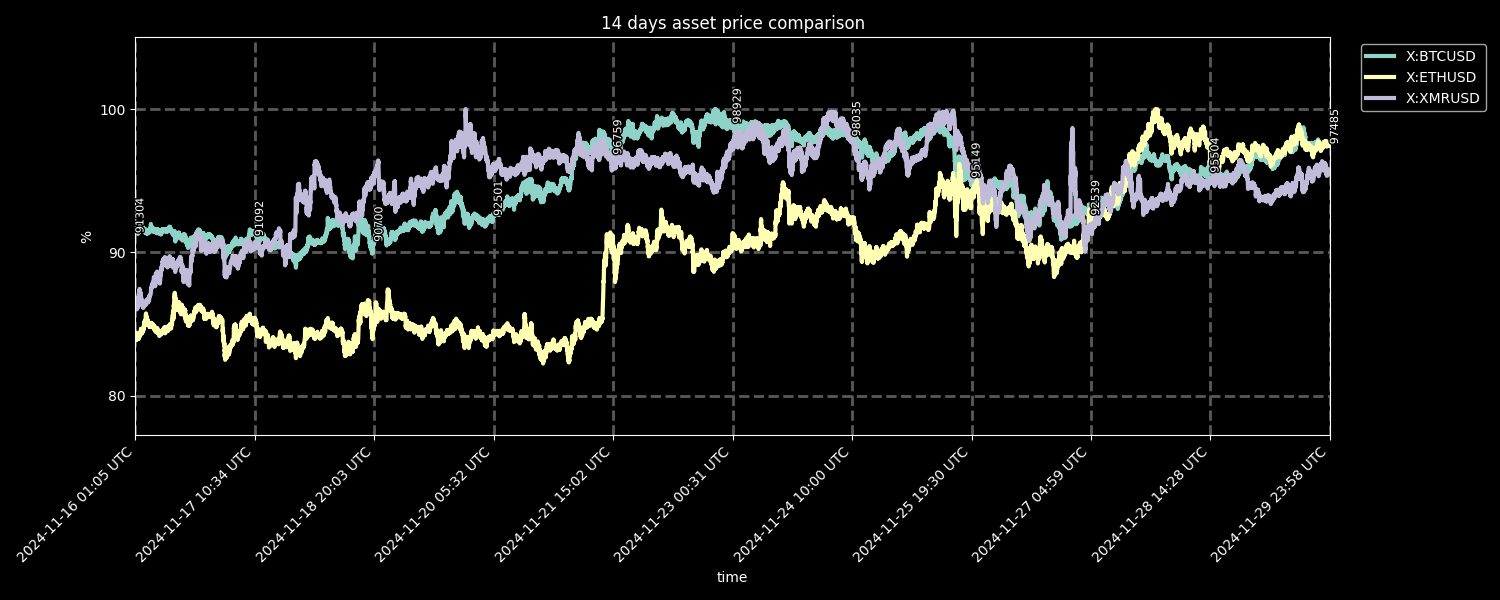 14 days asset price comparison
X:BTCUSD
X:ETHUSD
X:XMRUSD
100
90
80
%
91304
91092
90700
92501
96759
98929
98035
95149
92539
95504
97485
2024-11-16 01:05 UTC
2024-11-17 10:34 UTC
2024-11-18 20:03 UTC
2024-11-20 05:32 UTC
2024-11-21 15:02 UTC
2024-11-23 00:31 UTC
2024-11-24 10:00 UTC
2024-11-25 19:30 UTC
2024-11-27 04:59 UTC
2024-11-28 14:28 UTC
2024-11-29 23:58 UTC
time